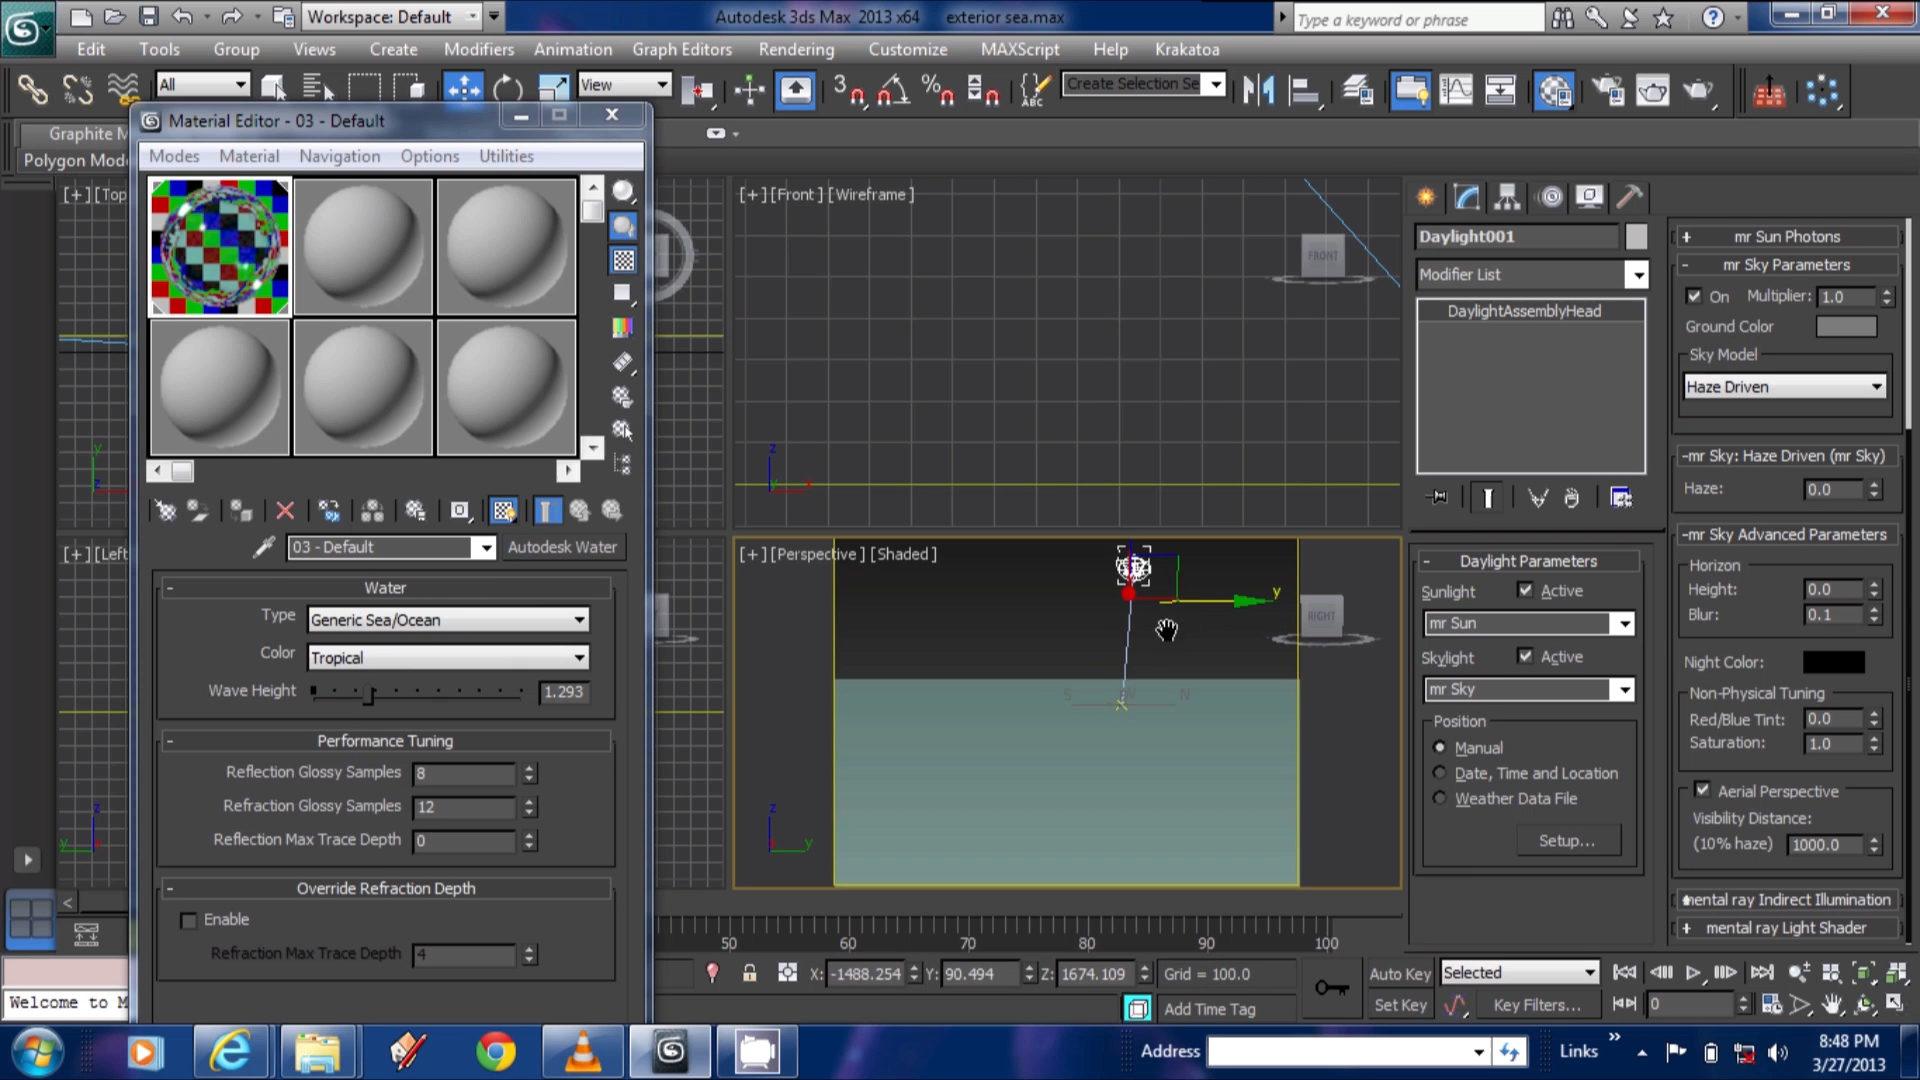 Workspace: Default
Autodesk 3ds Max 2013 x64 exterior sea.max
Type a keyword or phrase
Edit Tools Group Views Create Modifiers Animation Graph Editors Rendering Customize MAXScript Help Krakatoa
All
View
3
ABC
Create Selection Se
Graphite M
Polygon Mode
Material Editor - 03 - Default
Modes Material Navigation Options Utilities
03 - Default
Autodesk Water
- Water
Type Generic Sea/Ocean
Color Tropical
Wave Height 1.293
- Performance Tuning
Reflection Glossy Samples 8
Refraction Glossy Samples 12
Reflection Max Trace Depth 0
- Override Refraction Depth
Enable
Refraction Max Trace Depth 4
[+] [Top
[+] [Front ] [Wireframe ]
FRONT
z
x
[+] [Left
[+] [Perspective ] [Shaded ]
y
RIGHT
S W N
z
y
Daylight001
Modifier List
DaylightAssemblyHead
- Daylight Parameters
Sunlight Active
mr Sun
Skylight Active
mr Sky
Position
Manual
Date, Time and Location
Weather Data File
Setup...
+ mr Sun Photons
- mr Sky Parameters
On Multiplier: 1.0
Ground Color
Sky Model
Haze Driven
-mr Sky: Haze Driven (mr Sky)
Haze: 0.0
-mr Sky Advanced Parameters
Horizon
Height: 0.0
Blur: 0.1
Night Color:
Non-Physical Tuning
Red/Blue Tint: 0.0
Saturation: 1.0
Aerial Perspective
Visibility Distance:
(10% haze) 1000.0
mental ray Indirect Illumination
+ mental ray Light Shader
50 60 70 80 90 100
X: -1488.254 Y: 90.494 Z: 1674.109 Grid = 100.0
Auto Key Selected
Welcome to M
Add Time Tag
Set Key Key Filters... 0
Address
Links »
8:48 PM
3/27/2013